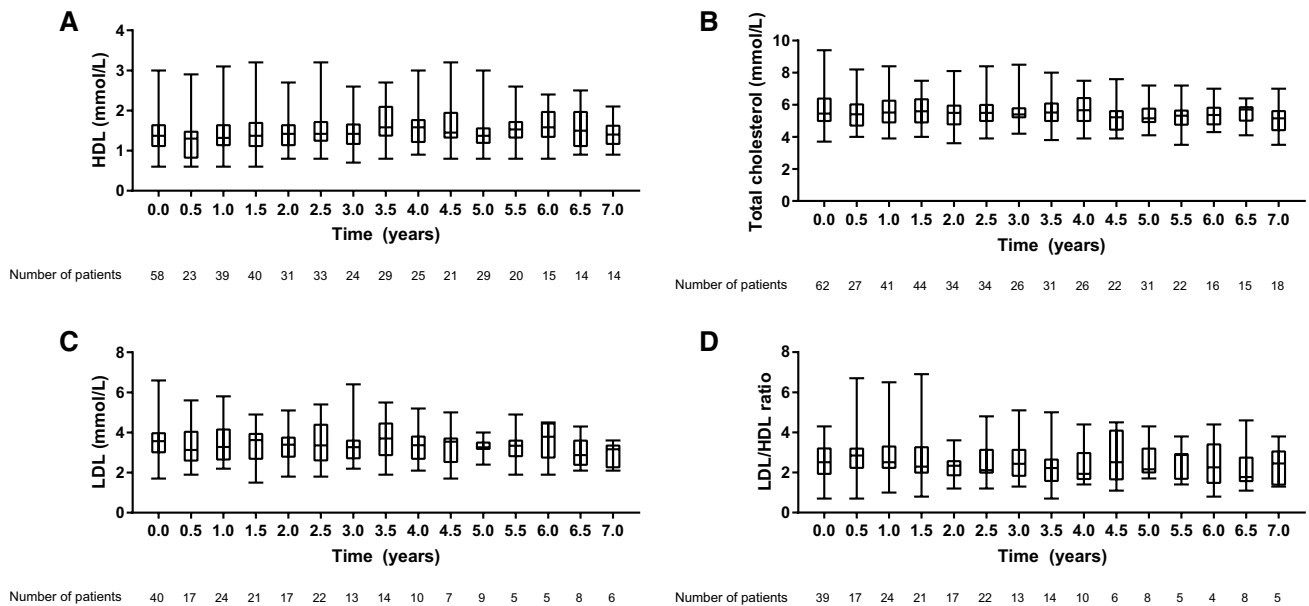 A
HDL (mmol/L)
4
3
2
1
0
0.0 0.5 1.0 1.5 2.0 2.5 3.0 3.5 4.0 4.5 5.0 5.5 6.0 6.5 7.0
Time (years)
Number of patients 58 23 39 40 31 33 24 29 25 21 29 20 15 14 14
B
Total cholesterol (mmol/L)
10
8
6
4
2
0
0.0 0.5 1.0 1.5 2.0 2.5 3.0 3.5 4.0 4.5 5.0 5.5 6.0 6.5 7.0
Time (years)
Number of patients 62 27 41 44 34 34 26 31 26 22 31 22 16 15 18
C
LDL (mmol/L)
8
6
4
2
0
0.0 0.5 1.0 1.5 2.0 2.5 3.0 3.5 4.0 4.5 5.0 5.5 6.0 6.5 7.0
Time (years)
Number of patients 40 17 24 21 17 22 13 14 10 7 9 5 5 8 6
D
LDL/HDL ratio
8
6
4
2
0
0.0 0.5 1.0 1.5 2.0 2.5 3.0 3.5 4.0 4.5 5.0 5.5 6.0 6.5 7.0
Time (years)
Number of patients 39 17 24 21 17 22 13 14 10 6 8 5 4 8 5